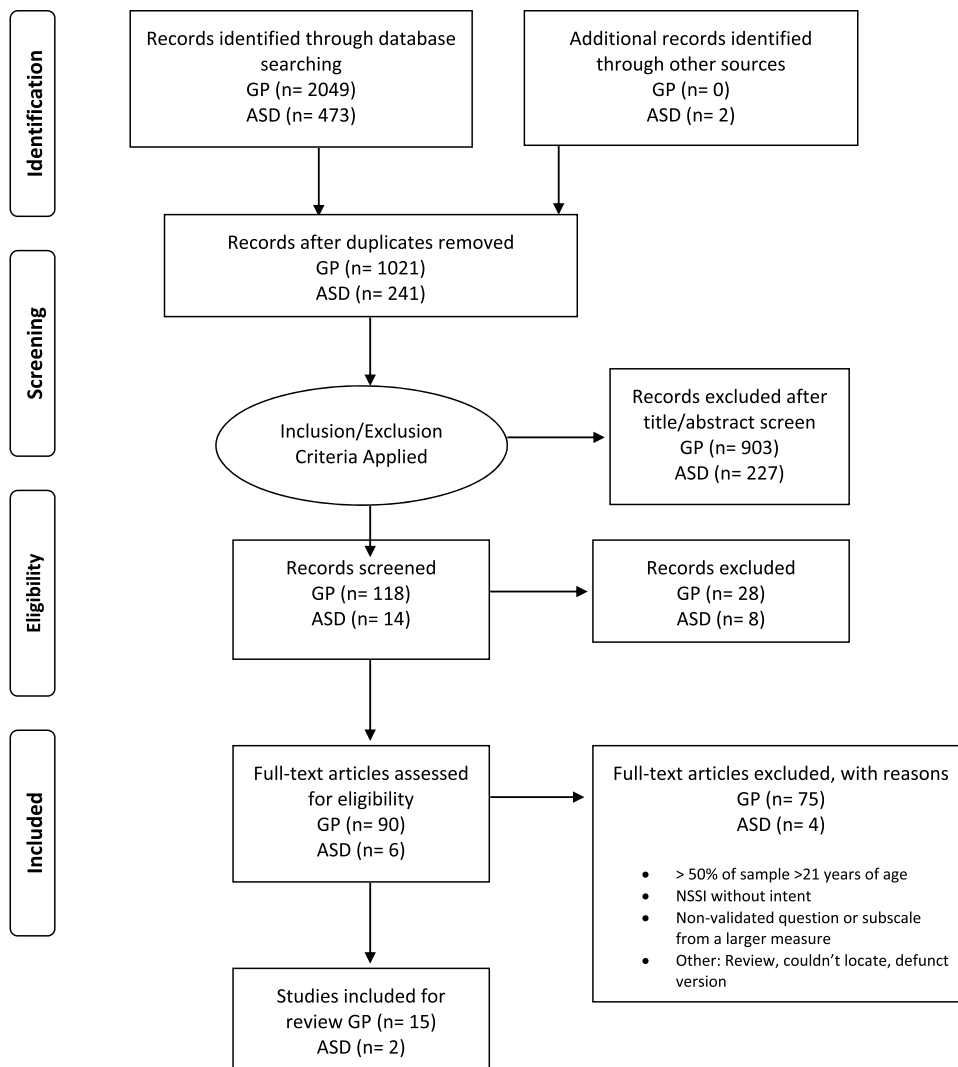 Identification
Records identified through database
searching
GP (n= 2049)
ASD (n= 473)
Additional records identified
through other sources
GP (n= 0)
ASD (n= 2)
Records after duplicates removed
GP (n= 1021)
ASD (n= 241)
Screening
Inclusion/Exclusion
Criteria Applied
Records excluded after
title/abstract screen
GP (n= 903)
ASD (n= 227)
Eligibility
Records screened
GP (n= 118)
ASD (n= 14)
Records excluded
GP (n= 28)
ASD (n= 8)
Included
Full-text articles assessed
for eligibility
GP (n= 90)
ASD (n= 6)
Full-text articles excluded, with reasons
GP (n= 75)
ASD (n= 4)
• > 50% of sample >21 years of age
• NSSI without intent
• Non-validated question or subscale
from a larger measure
• Other: Review, couldn’t locate, defunct
version
Studies included for
review GP (n= 15)
ASD (n= 2)